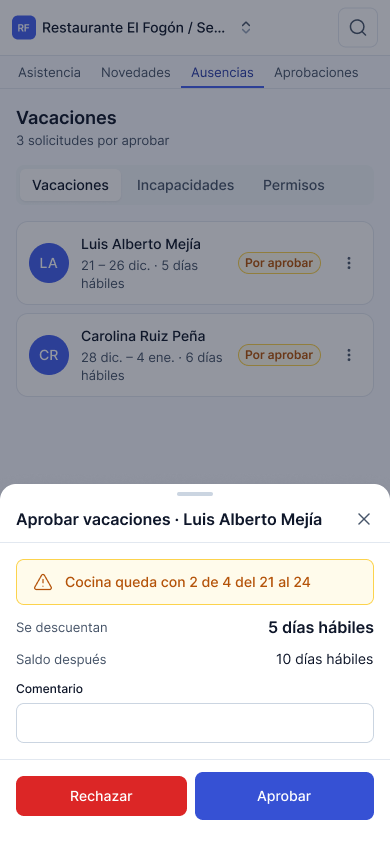 RF Restaurante El Fogón / Se...
Asistencia Novedades Ausencias Aprobaciones
Vacaciones
3 solicitudes por aprobar
Vacaciones Incapacidades Permisos
LA
Luis Alberto Mejía
21 – 26 dic. · 5 días
hábiles
Por aprobar
CR
Carolina Ruiz Peña
28 dic. – 4 ene. · 6 días
hábiles
Por aprobar
Aprobar vacaciones · Luis Alberto Mejía
Cocina queda con 2 de 4 del 21 al 24
Se descuentan 5 días hábiles
Saldo después 10 días hábiles
Comentario
Rechazar Aprobar